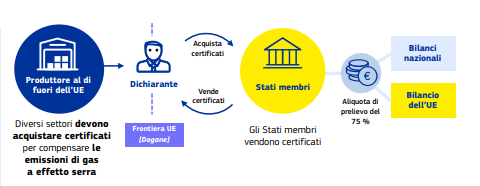 Produttore al di
fuori dell'UE
Diversi settori devono
acquistare certificati
per compensare le
emissioni di gas
a effetto serra
Dichiarante
Frontiera UE
[Dogane]
Acquista
certificati
Vende
certificati
Stati membri
Gli Stati membri
vendono certificati
€
Aliquota di
prelievo del
75 %
Bilanci
nazionali
Bilancio
dell'UE